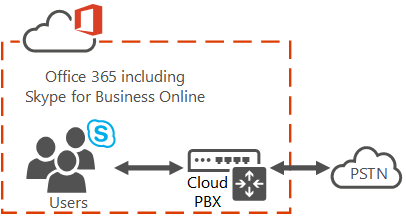 Office 365 including
Skype for Business Online
S
Users
Cloud
PBX
PSTN